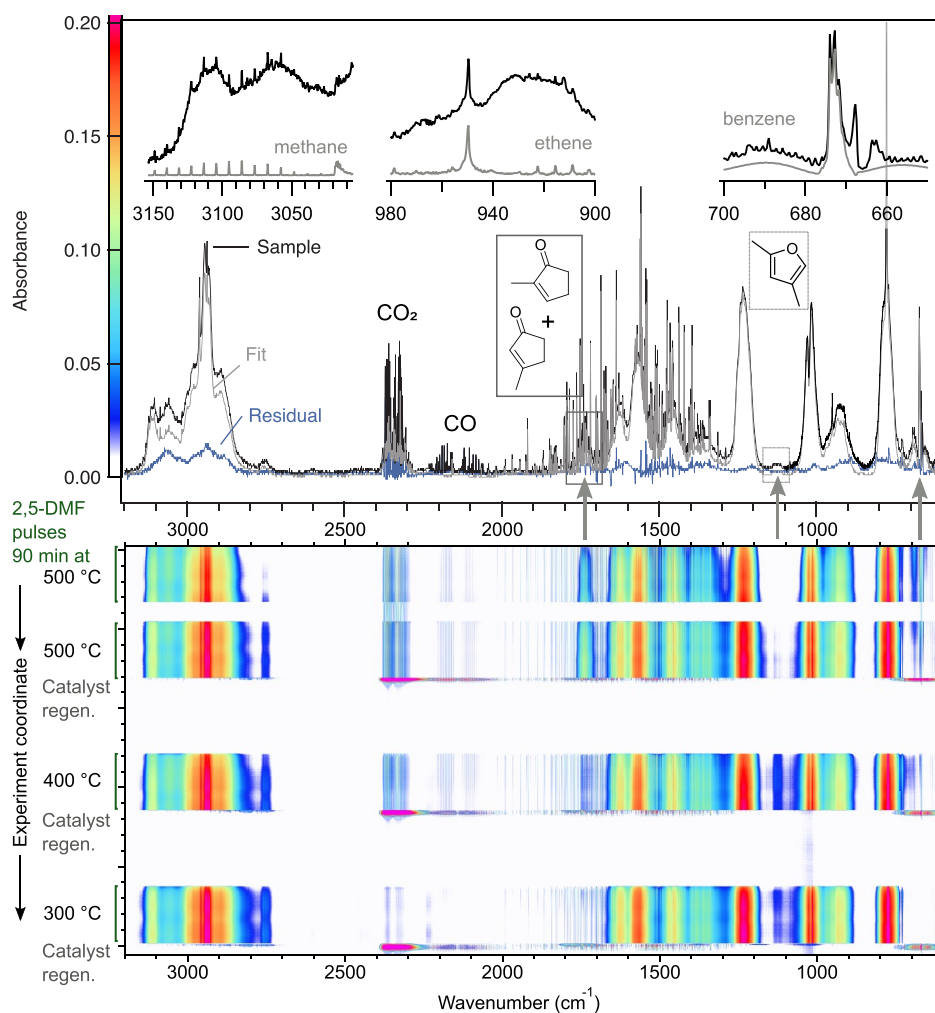 0.20
0.15
0.10
0.05
0.00
Absorbance
methane
3150
3100
3050
ethene
980
940
900
benzene
700
680
660
Sample
Fit
Residual
CO₂
CO
O
+
O
O
3000
2500
2000
1500
1000
2,5-DMF
pulses
90 min at
500 °C
500 °C
Catalyst
regen.
400 °C
Catalyst
regen.
300 °C
Catalyst
regen.
Experiment coordinate
3000
2500
2000
1500
1000
Wavenumber (cm⁻¹)